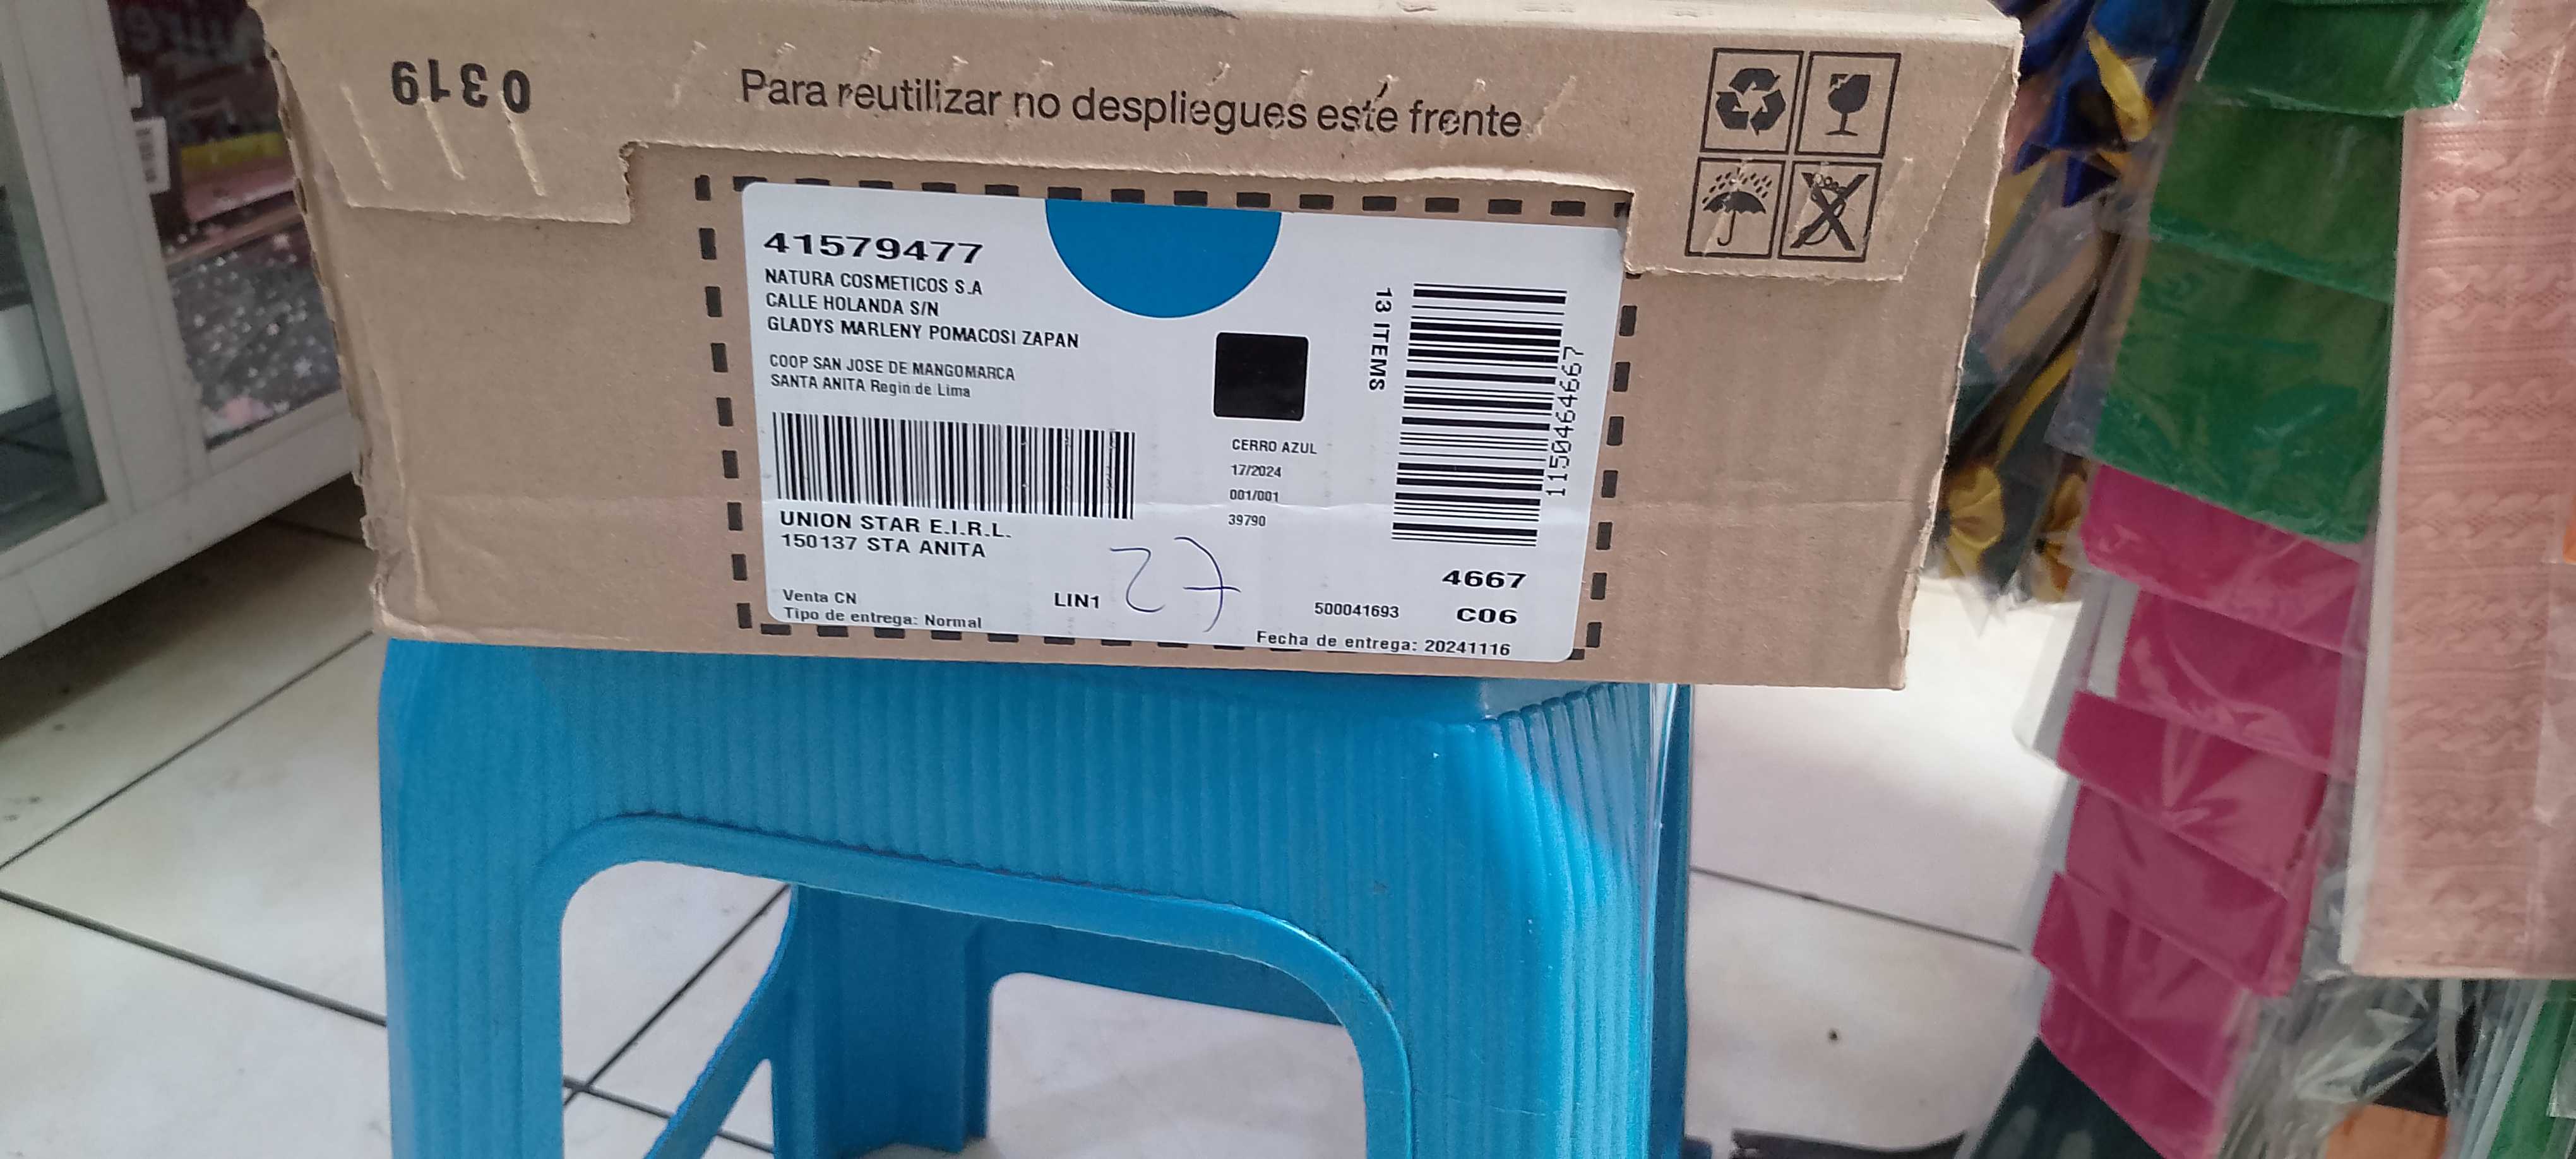 0319
Para reutilizar no despliegues este frente
41579477
NATURA COSMETICOS S.A
CALLE HOLANDA S/N
GLADYS MARLENY POMACOSI ZAPAN
COOP SAN JOSE DE MANGOMARCA
SANTA ANITA Regin de Lima
13 ITEMS
1150464667
CERRO AZUL
17/2024
001/001
39790
UNION STAR E.I.R.L.
150137 STA ANITA
27
4667
Venta CN
LIN1
500041693
C06
Tipo de entrega: Normal
Fecha de entrega: 20241116